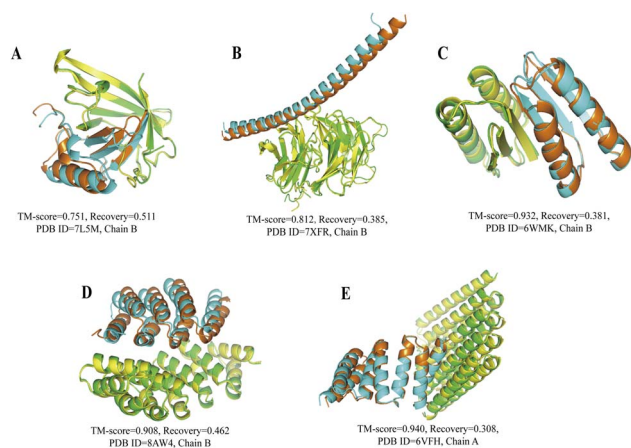 A
B
C
TM-score=0.751, Recovery=0.511
PDB ID=7L5M, Chain B
TM-score=0.812, Recovery=0.385,
PDB ID=7XFR, Chain B
TM-score=0.932, Recovery=0.381,
PDB ID=6WMK, Chain B
D
E
TM-score=0.908, Recovery=0.462
PDB ID=8AW4, Chain B
TM-score=0.940, Recovery=0.308,
PDB ID=6VFH, Chain A